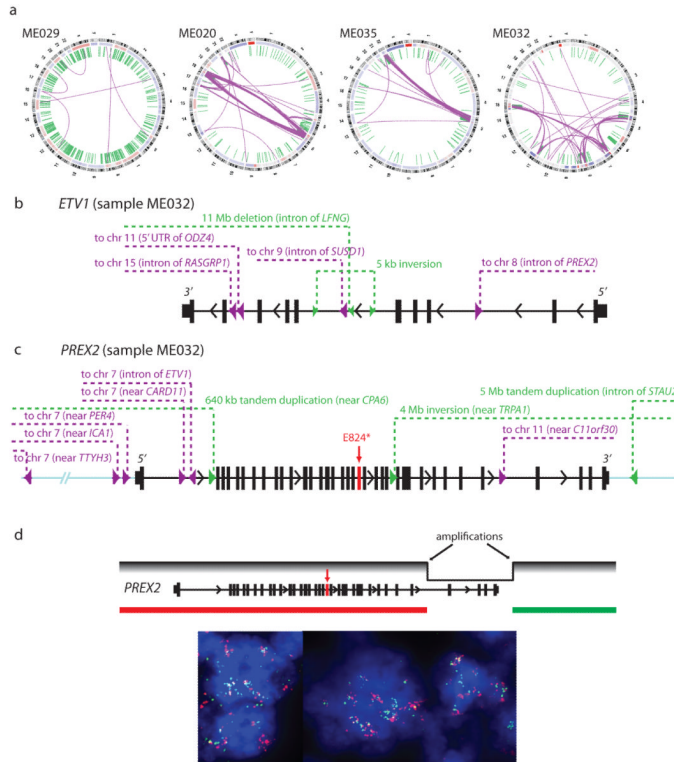 a
ME029
ME020
ME035
ME032
b ETV1 (sample ME032)
11 Mb deletion (intron of LFNG)
to chr 11 (5' UTR of ODZ4)
to chr 9 (intron of SUSD1)
to chr 15 (intron of RASGRP1)
5 kb inversion
to chr 8 (intron of PREX2)
3'
5'
c PREX2 (sample ME032)
to chr 7 (intron of ETV1)
to chr 7 (near CARD11)
5 Mb tandem duplication (intron of STAU2
640 kb tandem duplication (near CPA6)
to chr 7 (near PER4)
4 Mb inversion (near TRPA1)
to chr 7 (near ICA1)
E824*
to chr 11 (near C11orf30)
to chr 7 (near TTYH3)
5'
3'
d
amplifications
PREX2